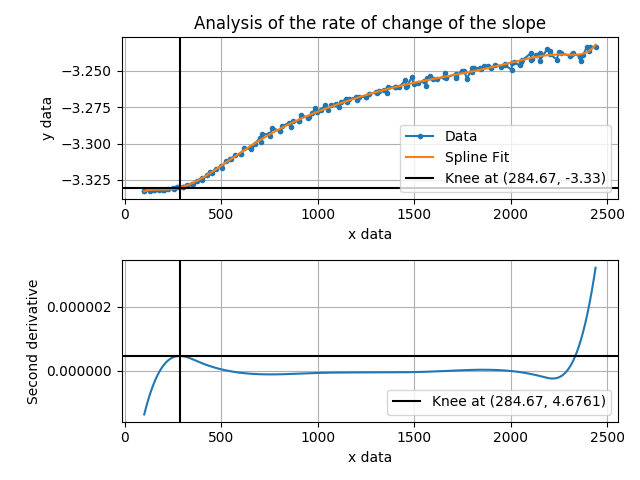 Analysis of the rate of change of the slope
−3.250
−3.275
−3.300
−3.325
y data
Data
Spline Fit
Knee at (284.67, -3.33)
0 500 1000 1500 2000 2500
x data
0.000002
0.000000
Second derivative
Knee at (284.67, 4.6761)
0 500 1000 1500 2000 2500
x data